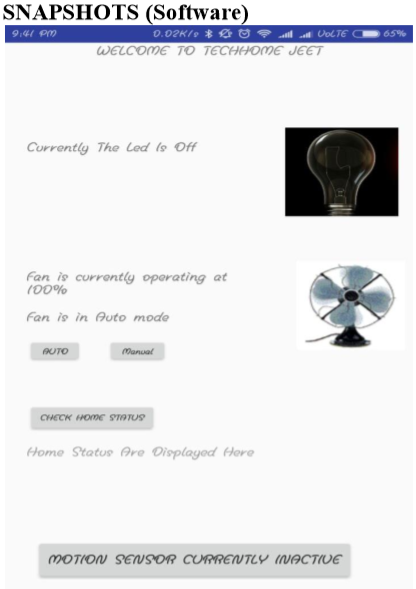 SNAPSHOTS (Software)
9:41 PM 0.02K/s VoLTE 65%
WELCOME TO TECHHOME JEET
Currently The Led Is Off
Fan is currently operating at
100%
Fan is in Auto mode
AUTO Manual
CHECK HOME STATUS
Home Status Are Displayed Here
MOTION SENSOR CURRENTLY INACTIVE